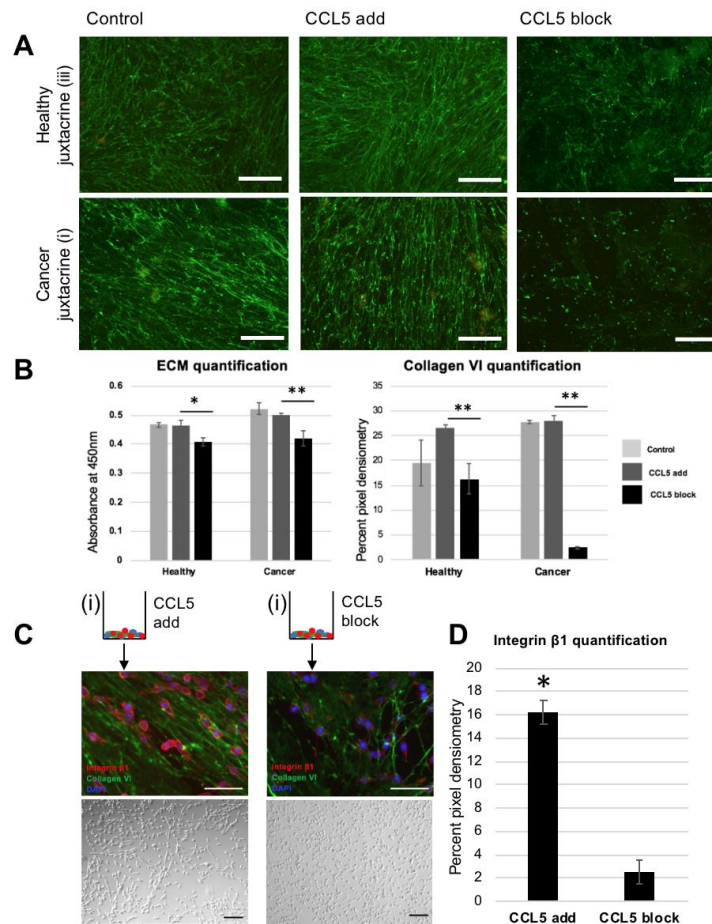 Control CCL5 add CCL5 block
A
Healthy
juxtacrine (iii)
Cancer
juxtacrine (i)
B
ECM quantification
Absorbance at 450nm
0.6
0.5
0.4
0.3
0.2
0.1
0
* **
Healthy Cancer
Collagen VI quantification
Percent pixel densiometry
35
30
25
20
15
10
5
0
** **
Healthy Cancer
Control
CCL5 add
CCL5 block
C
(i) CCL5
add
(i) CCL5
block
Integrin β1
Collagen VI
DAPI
Integrin β1
Collagen VI
DAPI
D
Integrin β1 quantification
Percent pixel densiometry
20
18
16
14
12
10
8
6
4
2
0
*
CCL5 add CCL5 block